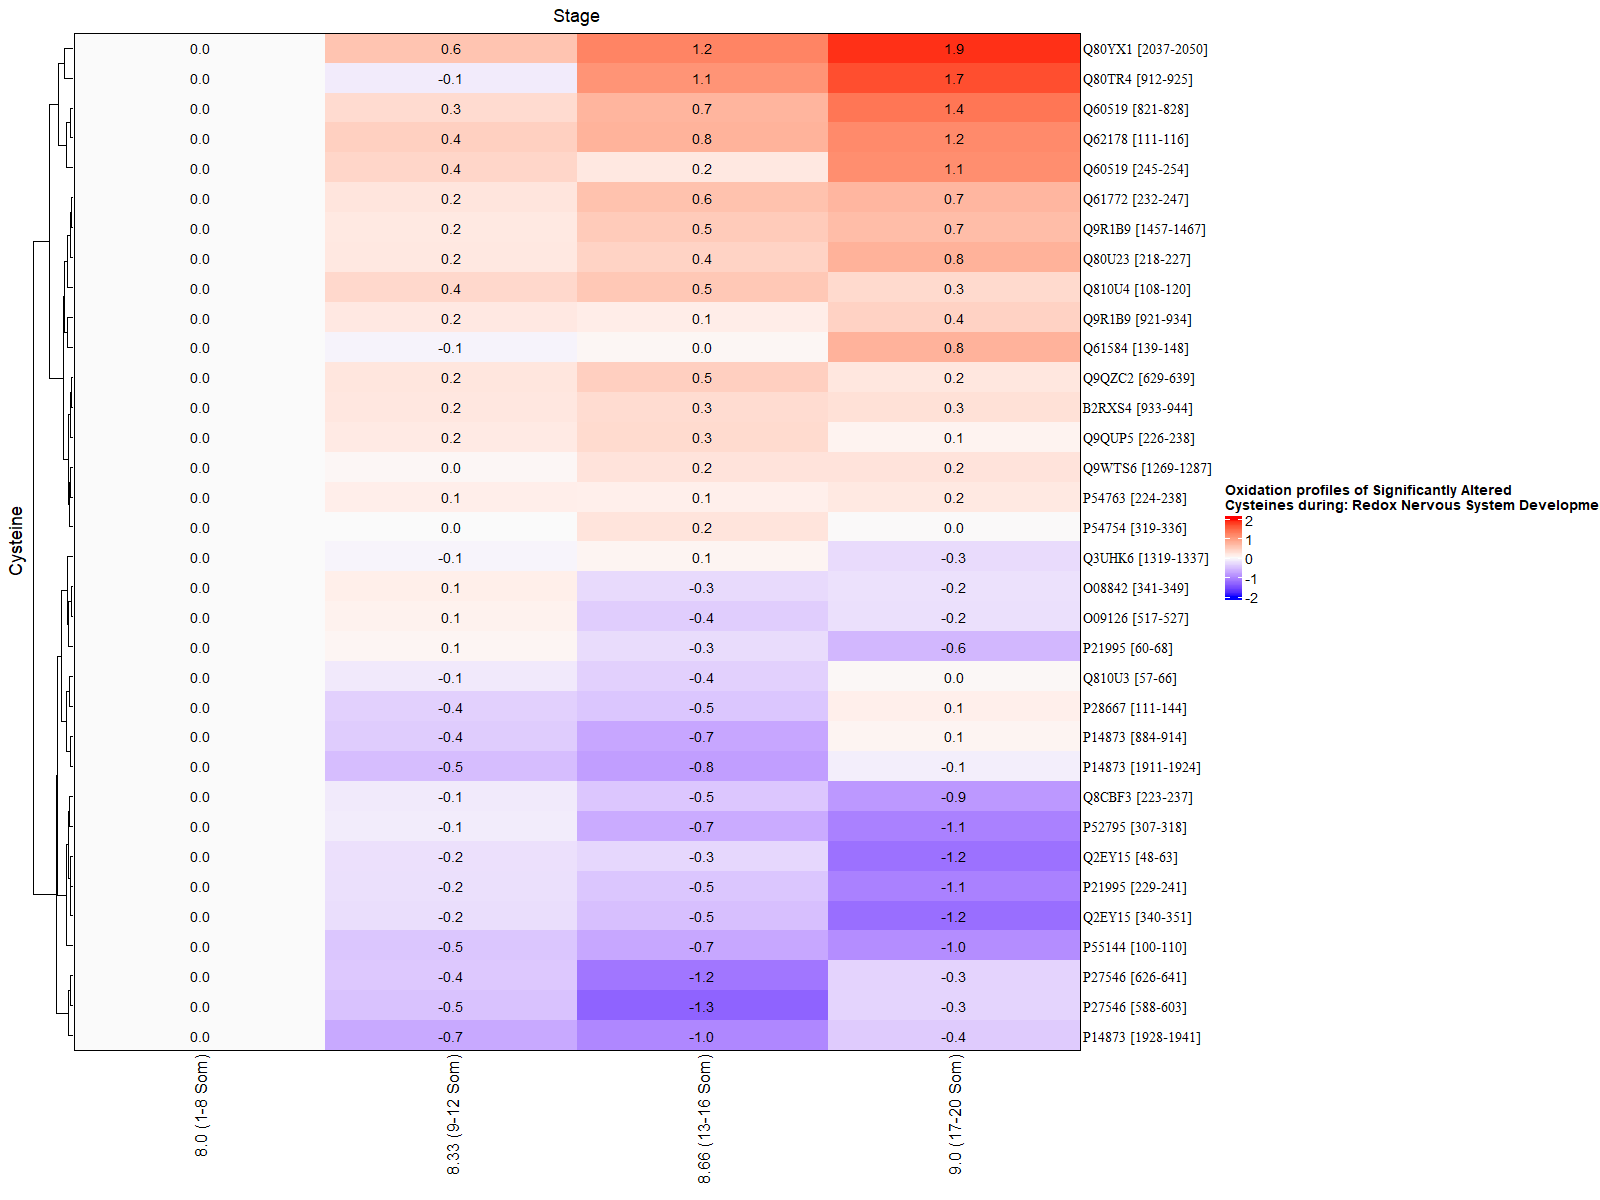 Stage
0.0 0.6 1.2 1.9 Q80YX1 [2037-2050]
0.0 -0.1 1.1 1.7 Q80TR4 [912-925]
0.0 0.3 0.7 1.4 Q60519 [821-828]
0.0 0.4 0.8 1.2 Q62178 [111-116]
0.0 0.4 0.2 1.1 Q60519 [245-254]
0.0 0.2 0.6 0.7 Q61772 [232-247]
0.0 0.2 0.5 0.7 Q9R1B9 [1457-1467]
0.0 0.2 0.4 0.8 Q80U23 [218-227]
0.0 0.4 0.5 0.3 Q810U4 [108-120]
0.0 0.2 0.1 0.4 Q9R1B9 [921-934]
0.0 -0.1 0.0 0.8 Q61584 [139-148]
0.0 0.2 0.5 0.2 Q9QZC2 [629-639]
0.0 0.2 0.3 0.3 B2RXS4 [933-944]
0.0 0.2 0.3 0.1 Q9QUP5 [226-238]
0.0 0.0 0.2 0.2 Q9WTS6 [1269-1287]
0.0 0.1 0.1 0.2 P54763 [224-238]
0.0 0.0 0.2 0.0 P54754 [319-336]
0.0 -0.1 0.1 -0.3 Q3UHK6 [1319-1337]
0.0 0.1 -0.3 -0.2 O08842 [341-349]
0.0 0.1 -0.4 -0.2 O09126 [517-527]
0.0 0.1 -0.3 -0.6 P21995 [60-68]
0.0 -0.1 -0.4 0.0 Q810U3 [57-66]
0.0 -0.4 -0.5 0.1 P28667 [111-144]
0.0 -0.4 -0.7 0.1 P14873 [884-914]
0.0 -0.5 -0.8 -0.1 P14873 [1911-1924]
0.0 -0.1 -0.5 -0.9 Q8CBF3 [223-237]
0.0 -0.1 -0.7 -1.1 P52795 [307-318]
0.0 -0.2 -0.3 -1.2 Q2EY15 [48-63]
0.0 -0.2 -0.5 -1.1 P21995 [229-241]
0.0 -0.2 -0.5 -1.2 Q2EY15 [340-351]
0.0 -0.5 -0.7 -1.0 P55144 [100-110]
0.0 -0.4 -1.2 -0.3 P27546 [626-641]
0.0 -0.5 -1.3 -0.3 P27546 [588-603]
0.0 -0.7 -1.0 -0.4 P14873 [1928-1941]
Cysteine
8.0 (1-8 Som)
8.33 (9-12 Som)
8.66 (13-16 Som)
9.0 (17-20 Som)
Oxidation profiles of Significantly Altered
Cysteines during: Redox Nervous System Developme
2
1
0
-1
-2